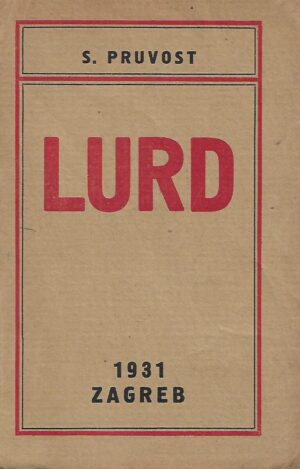 S. PRUVOST
LURD
1931
ZAGREB